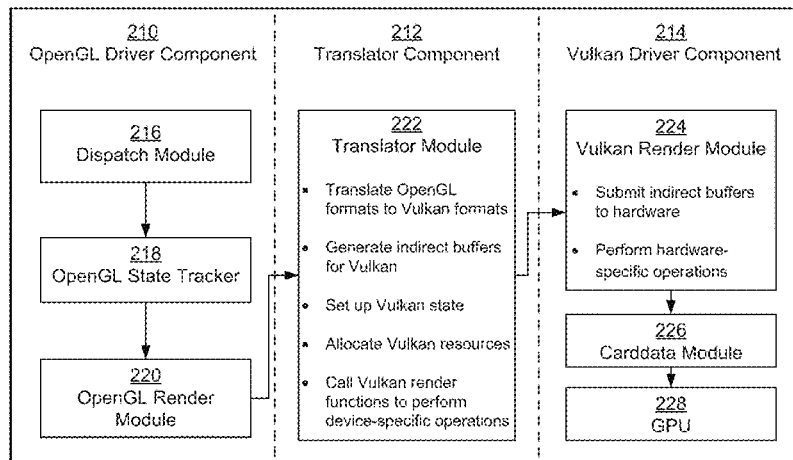 210
OpenGL Driver Component
216
Dispatch Module
218
OpenGL State Tracker
220
OpenGL Render
Module
212
Translator Component
222
Translator Module
• Translate OpenGL
formats to Vulkan formats
• Generate indirect buffers
for Vulkan
• Set up Vulkan state
• Allocate Vulkan resources
• Call Vulkan render
functions to perform
device-specific operations
214
Vulkan Driver Component
224
Vulkan Render Module
• Submit indirect buffers
to hardware
• Perform hardware-
specific operations
226
Carddata Module
228
GPU